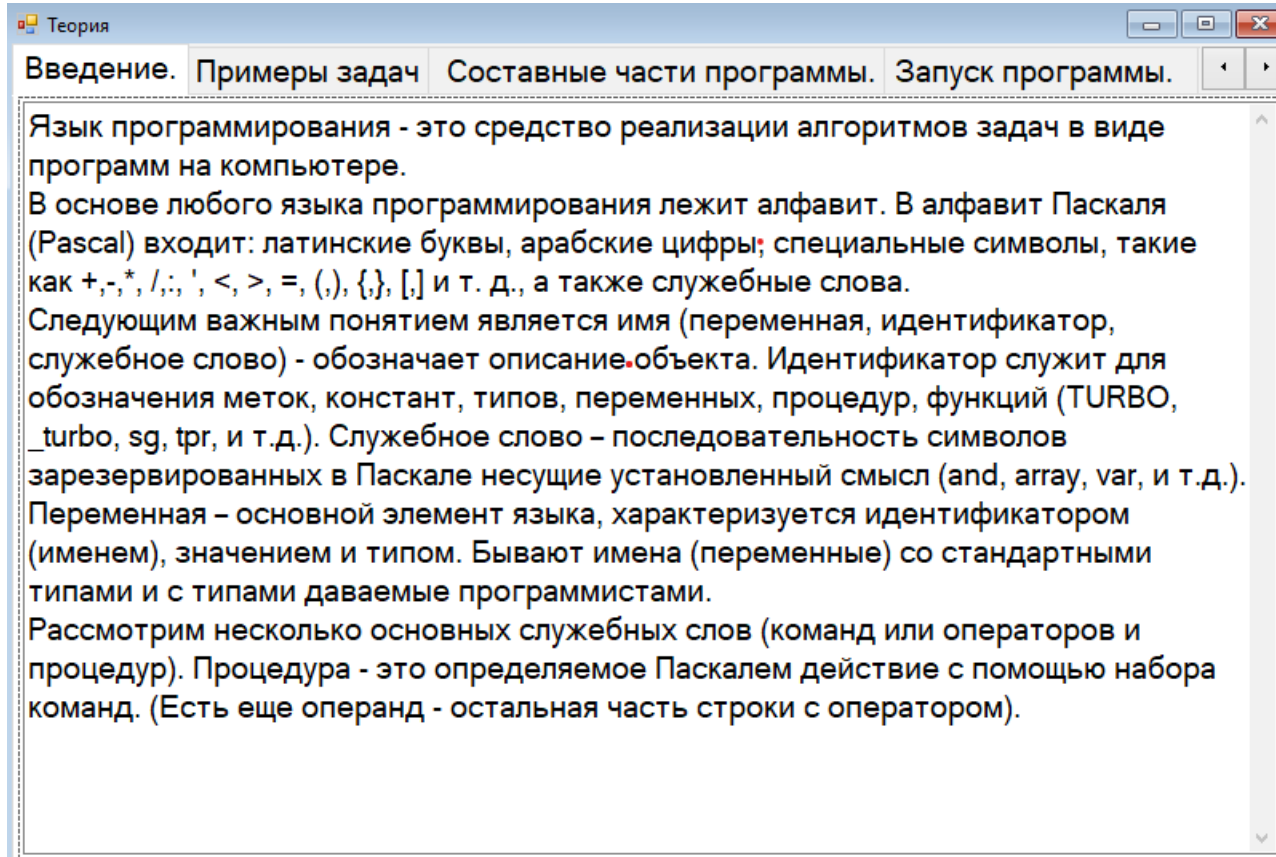 Теория
Введение. Примеры задач Составные части программы. Запуск программы.
Язык программирования - это средство реализации алгоритмов задач в виде
программ на компьютере.
В основе любого языка программирования лежит алфавит. В алфавит Паскаля
(Pascal) входит: латинские буквы, арабские цифры; специальные символы, такие
как +,-,*, /,:, ', <, >, =, (,), {,}, [,] и т. д., а также служебные слова.
Следующим важным понятием является имя (переменная, идентификатор,
служебное слово) - обозначает описание объекта. Идентификатор служит для
обозначения меток, констант, типов, переменных, процедур, функций (TURBO,
_turbo, sg, tpr, и т.д.). Служебное слово – последовательность символов
зарезервированных в Паскале несущие установленный смысл (and, array, var, и т.д.).
Переменная – основной элемент языка, характеризуется идентификатором
(именем), значением и типом. Бывают имена (переменные) со стандартными
типами и с типами даваемые программистами.
Рассмотрим несколько основных служебных слов (команд или операторов и
процедур). Процедура - это определяемое Паскалем действие с помощью набора
команд. (Есть еще операнд - остальная часть строки с оператором).